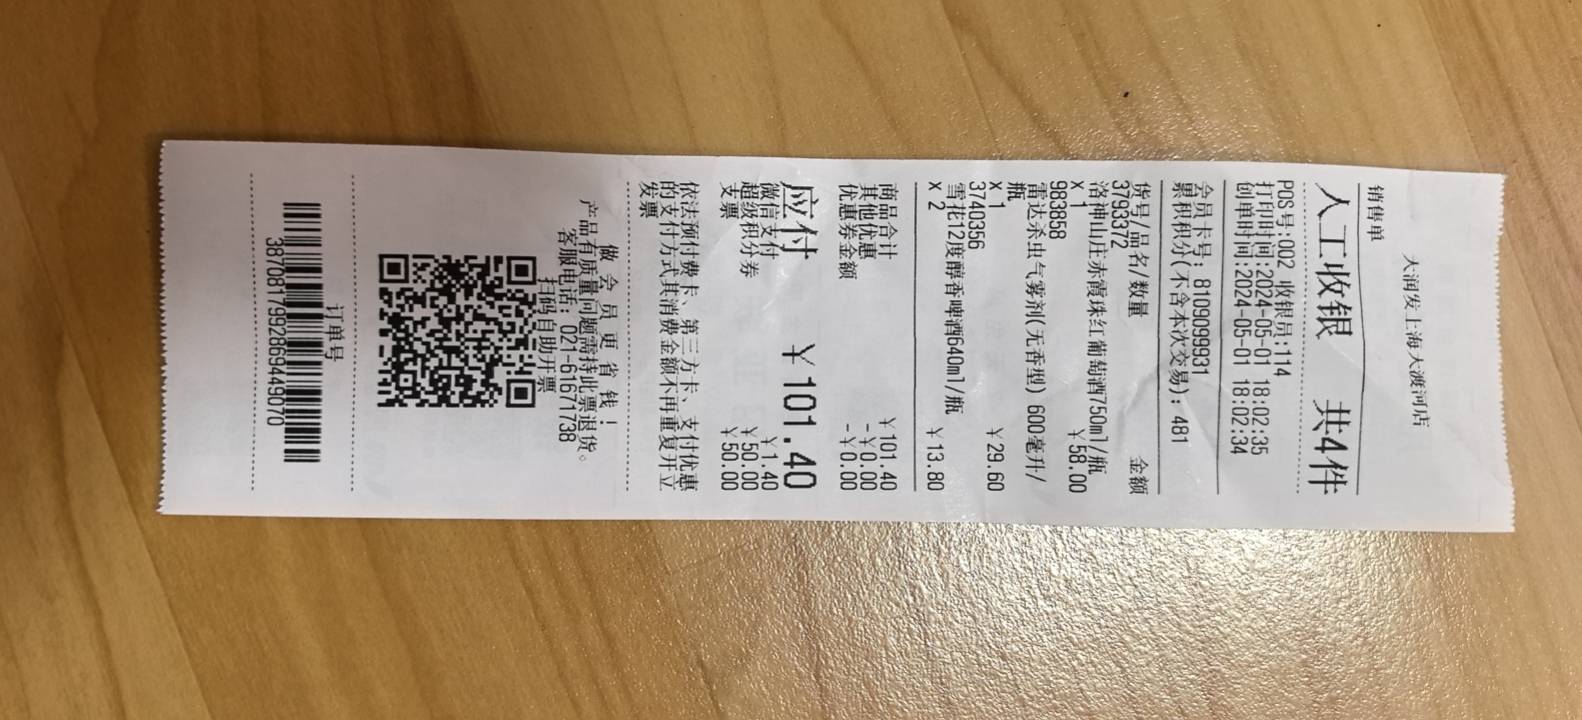 大润发上海大渡河店
销售单
人工收银 共4件
POS号:002 收银员:114
打印时间:2024-05-01 18:02:35
创单时间:2024-05-01 18:02:34
会员卡号: 8109099931
累积积分(不含本次交易): 481
货号/品名/数量 金额
3793372
洛神山庄赤霞珠红葡萄酒750ml/瓶
x 1 ￥58.00
983858
雷达杀虫气雾剂(无香型) 600毫升/
瓶
x 1 ￥29.60
3740356
雪花12度醇香啤酒640ml/瓶
x 2 ￥13.80
商品合计 ￥101.40
其他优惠 -￥0.00
优惠券金额 -￥0.00
应付 ￥101.40
微信支付 ￥1.40
超级积分券 ￥50.00
支票 ￥50.00
依法预付费卡、第三方卡、支付优惠
的支付方式其消费金额不再重复开立
发票
做 会 员 更 省 钱 !
产品有质量问题需持此票退货。
客服电话: 021-61671738
扫码自助开票
订单号
38708179928694449070